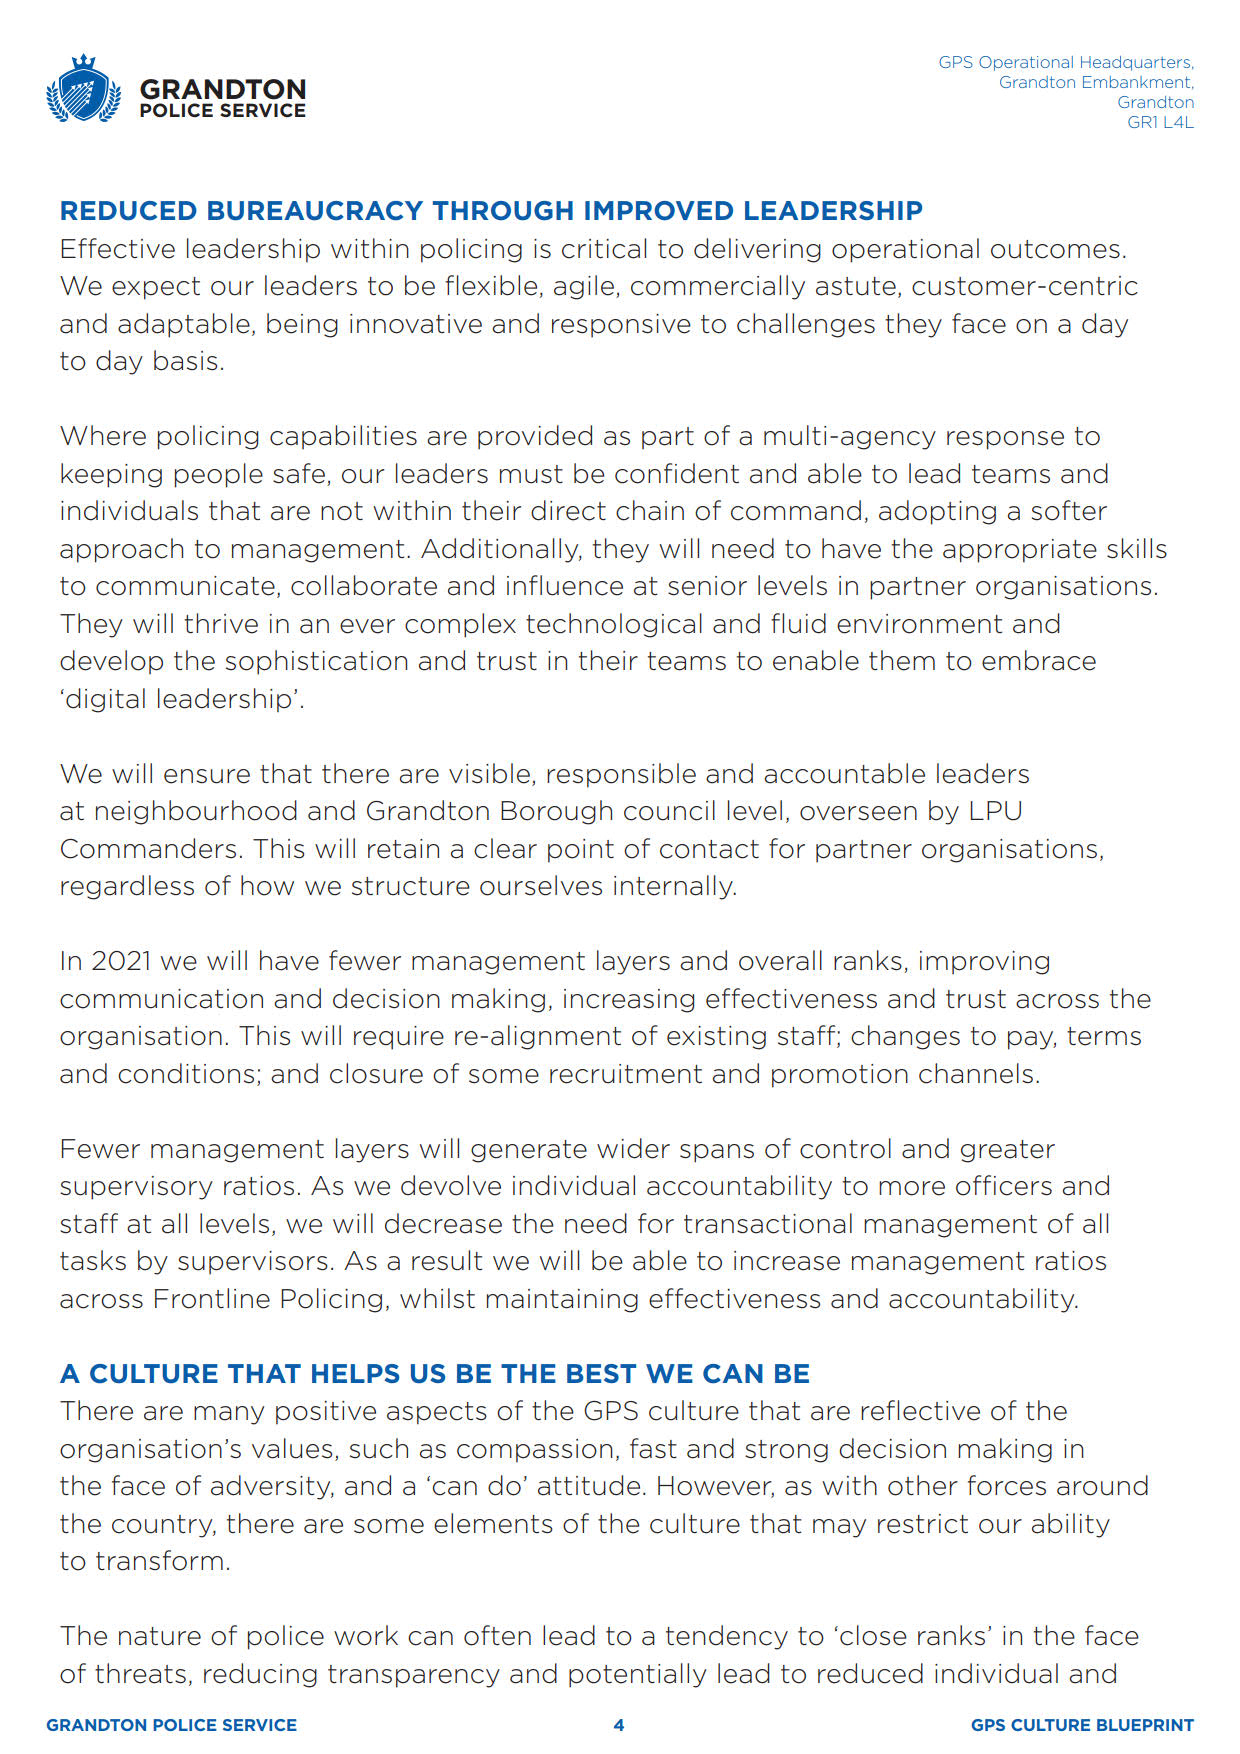 GRANDTON
POLICE SERVICE
GPS Operational Headquarters,
Grandton Embankment,
Grandton
GR1 L4L
REDUCED BUREAUCRACY THROUGH IMPROVED LEADERSHIP
Effective leadership within policing is critical to delivering operational outcomes.
We expect our leaders to be flexible, agile, commercially astute, customer-centric
and adaptable, being innovative and responsive to challenges they face on a day
to day basis.
Where policing capabilities are provided as part of a multi-agency response to
keeping people safe, our leaders must be confident and able to lead teams and
individuals that are not within their direct chain of command, adopting a softer
approach to management. Additionally, they will need to have the appropriate skills
to communicate, collaborate and influence at senior levels in partner organisations.
They will thrive in an ever complex technological and fluid environment and
develop the sophistication and trust in their teams to enable them to embrace
‘digital leadership’.
We will ensure that there are visible, responsible and accountable leaders
at neighbourhood and Grandton Borough council level, overseen by LPU
Commanders. This will retain a clear point of contact for partner organisations,
regardless of how we structure ourselves internally.
In 2021 we will have fewer management layers and overall ranks, improving
communication and decision making, increasing effectiveness and trust across the
organisation. This will require re-alignment of existing staff; changes to pay, terms
and conditions; and closure of some recruitment and promotion channels.
Fewer management layers will generate wider spans of control and greater
supervisory ratios. As we devolve individual accountability to more officers and
staff at all levels, we will decrease the need for transactional management of all
tasks by supervisors. As a result we will be able to increase management ratios
across Frontline Policing, whilst maintaining effectiveness and accountability.
A CULTURE THAT HELPS US BE THE BEST WE CAN BE
There are many positive aspects of the GPS culture that are reflective of the
organisation’s values, such as compassion, fast and strong decision making in
the face of adversity, and a ‘can do’ attitude. However, as with other forces around
the country, there are some elements of the culture that may restrict our ability
to transform.
The nature of police work can often lead to a tendency to ‘close ranks’ in the face
of threats, reducing transparency and potentially lead to reduced individual and
GRANDTON POLICE SERVICE
4
GPS CULTURE BLUEPRINT